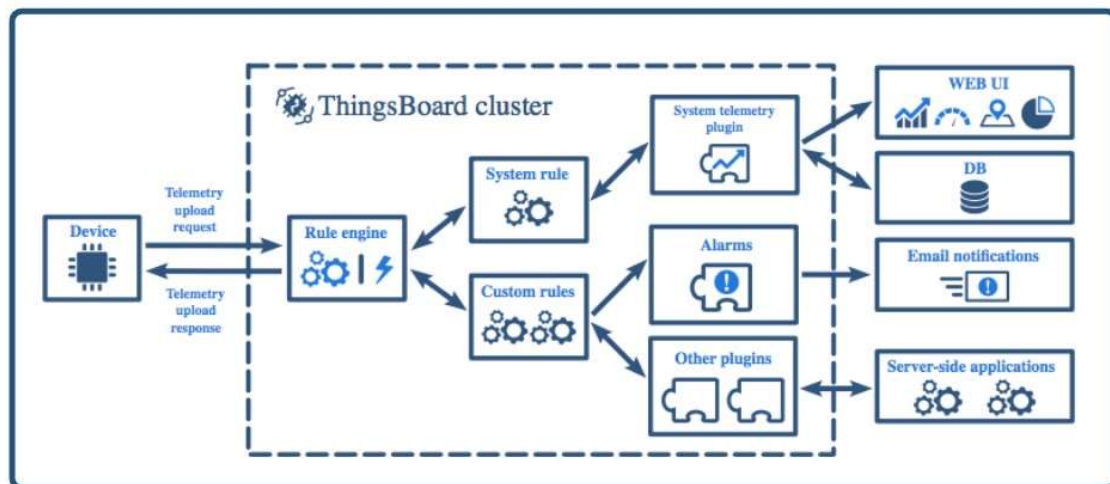 ThingsBoard cluster
Device
Telemetry
upload
request
Telemetry
upload
response
Rule engine
System rule
Custom rules
System telemetry
plugin
Alarms
Other plugins
WEB UI
DB
Email notifications
Server-side applications